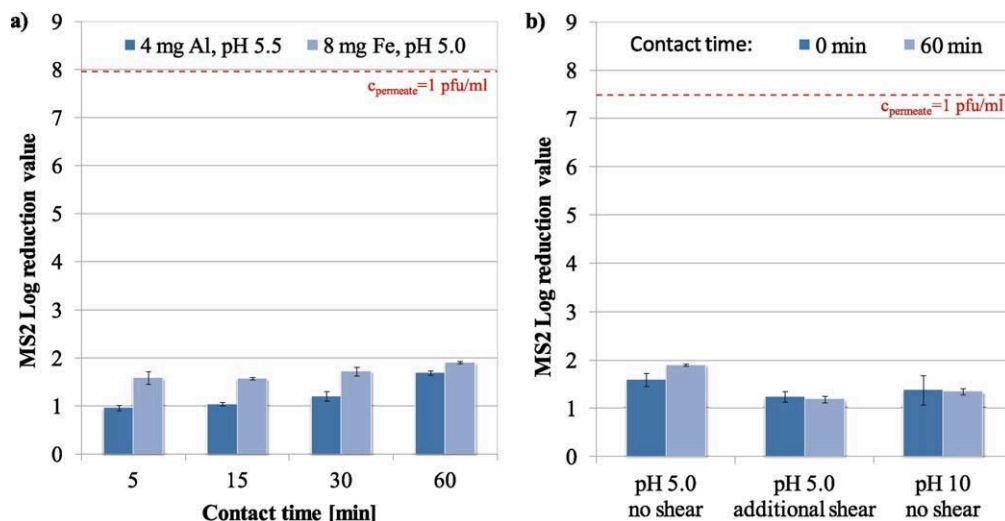 a)
MS2 Log reduction value
9
8
7
6
5
4
3
2
1
0
4 mg Al, pH 5.5
8 mg Fe, pH 5.0
c_permeate=1 pfu/ml
5 15 30 60
Contact time [min]
b)
MS2 Log reduction value
9
8
7
6
5
4
3
2
1
0
Contact time: 0 min 60 min
c_permeate=1 pfu/ml
pH 5.0 pH 5.0 pH 10
no shear additional shear no shear